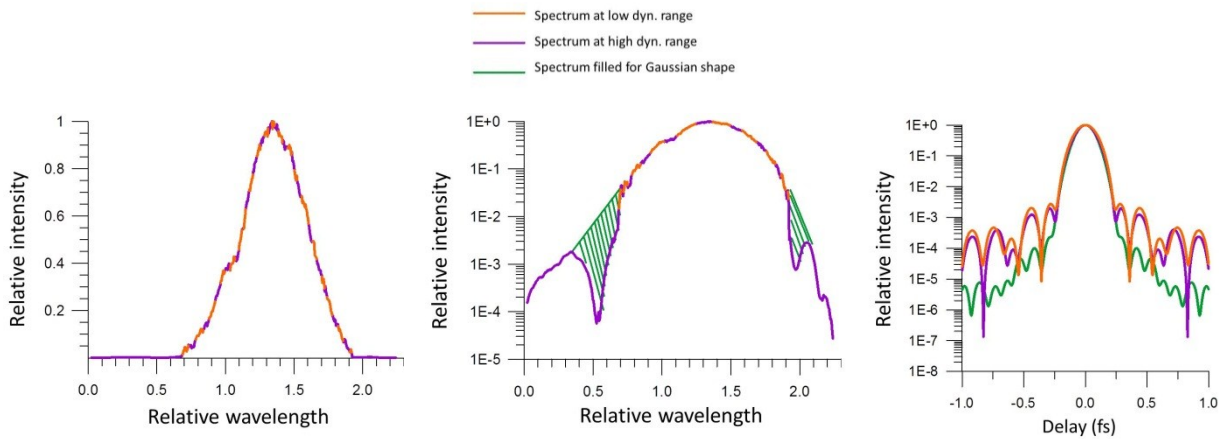 Spectrum at low dyn. range
Spectrum at high dyn. range
Spectrum filled for Gaussian shape
Relative intensity
1
0.8
0.6
0.4
0.2
0.0 0.5 1.0 1.5 2.0
Relative wavelength
Relative intensity
1E+0
1E-1
1E-2
1E-3
1E-4
1E-5
0.0 0.5 1.0 1.5 2.0
Relative wavelength
Relative intensity
1E+0
1E-1
1E-2
1E-3
1E-4
1E-5
1E-6
1E-7
1E-8
-1.0 -0.5 0.0 0.5 1.0
Delay (fs)